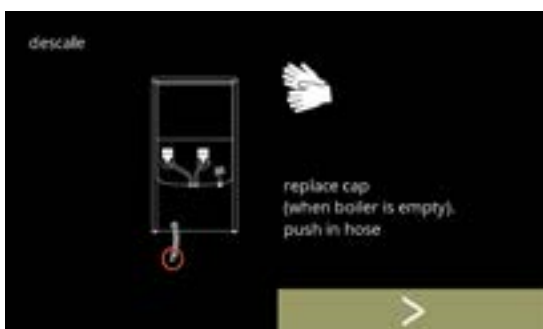 descale
replace cap
(when boiler is empty).
push in hose
>